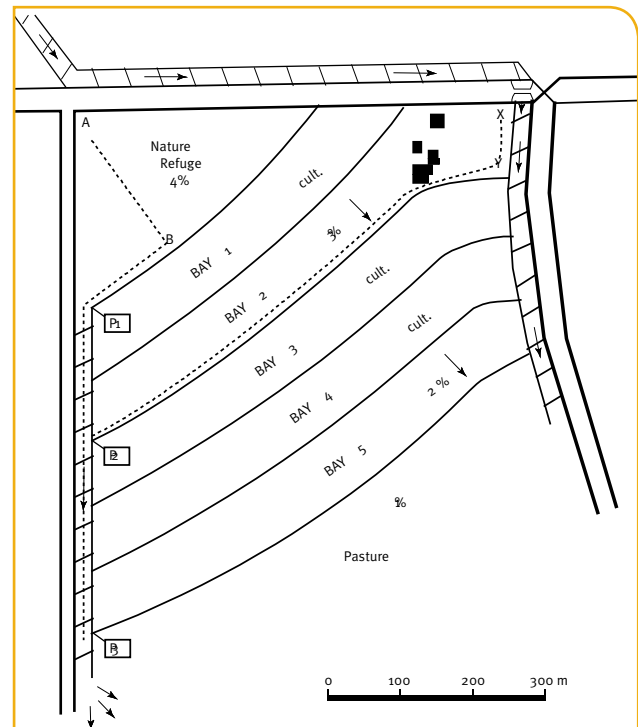 A
X
Nature
Refuge
4%
cult.
Y
3%
B
BAY 1
cult.
BAY 2
P1
cult.
BAY 3
2 %
BAY 4
P2
BAY 5
Pasture
P3
0 100 200 300 m